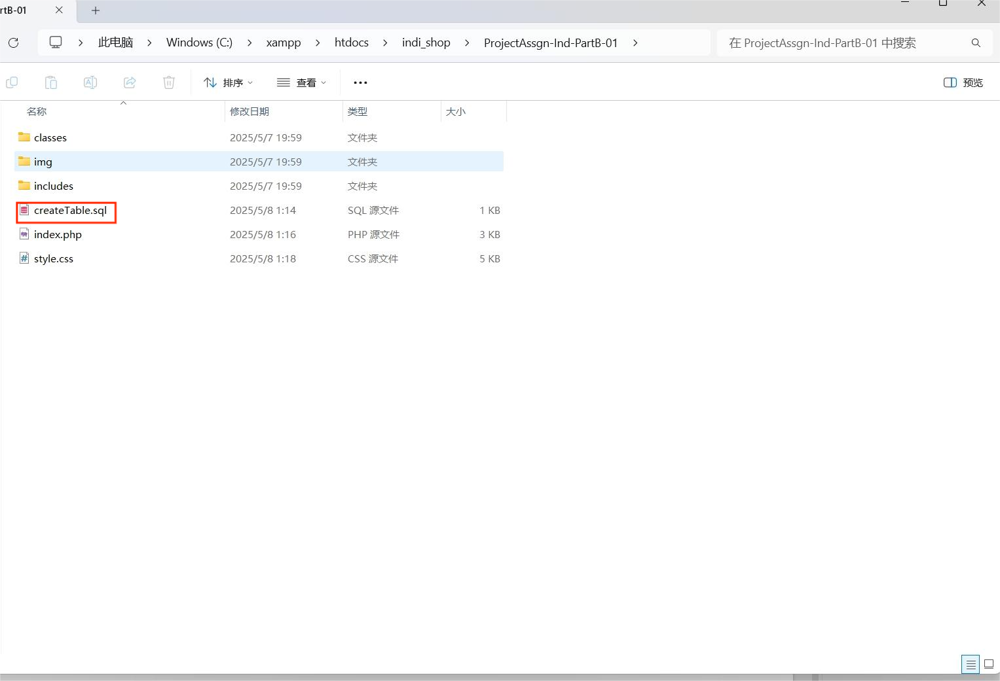 rtB-01
此电脑 Windows (C:) xampp htdocs indi_shop ProjectAssgn-Ind-PartB-01 在 ProjectAssgn-Ind-PartB-01 中搜索
排序 查看 预览
名称 修改日期 类型 大小
classes 2025/5/7 19:59 文件夹
img 2025/5/7 19:59 文件夹
includes 2025/5/7 19:59 文件夹
createTable.sql 2025/5/8 1:14 SQL 源文件 1 KB
index.php 2025/5/8 1:16 PHP 源文件 3 KB
style.css 2025/5/8 1:18 CSS 源文件 5 KB